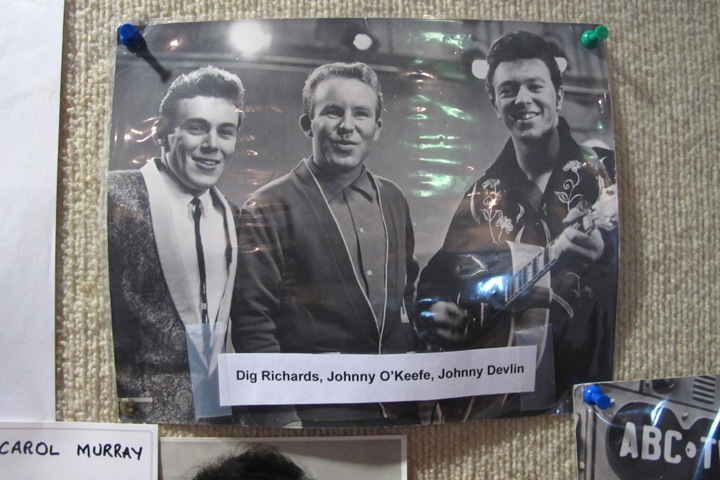 Dig Richards, Johnny O'Keefe, Johnny Devlin
CAROL MURRAY
ABC•T